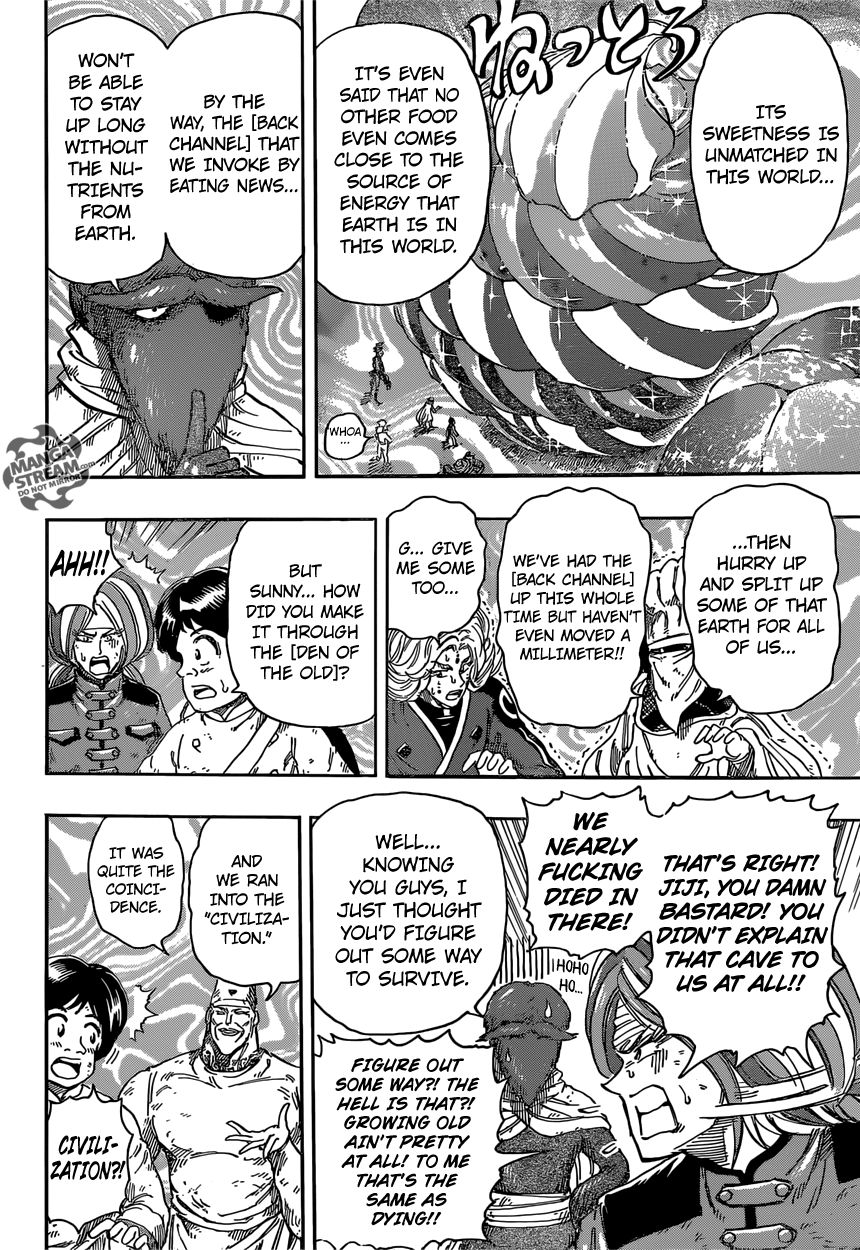 ねっとろ
ITS
SWEETNESS IS
UNMATCHED IN
THIS WORLD...
IT'S EVEN
SAID THAT NO
OTHER FOOD
EVEN COMES
CLOSE TO THE
SOURCE OF
ENERGY THAT
EARTH IS IN
THIS WORLD.
WHOA
...
BY THE
WAY, THE [BACK
CHANNEL] THAT
WE INVOKE BY
EATING NEWS...
WON'T
BE ABLE
TO STAY
UP LONG
WITHOUT
THE NU-
TRIENTS
FROM
EARTH.
MANGA
STREAM.com
DO NOT MIRROR
...THEN
HURRY UP
AND SPLIT UP
SOME OF THAT
EARTH FOR ALL
OF US...
WE'VE HAD THE
[BACK CHANNEL]
UP THIS WHOLE
TIME BUT HAVEN'T
EVEN MOVED A
MILLIMETER!!
G... GIVE
ME SOME
TOO...
BUT
SUNNY... HOW
DID YOU MAKE
IT THROUGH
THE [DEN OF
THE OLD]?
AHH!!
THAT'S RIGHT!
JIJI, YOU DAMN
BASTARD! YOU
DIDN'T EXPLAIN
THAT CAVE TO
US AT ALL!!
WE
NEARLY
FUCKING
DIED IN
THERE!
HOHO
HO...
WELL...
KNOWING
YOU GUYS, I
JUST THOUGHT
YOU'D FIGURE
OUT SOME WAY
TO SURVIVE.
FIGURE OUT
SOME WAY?! THE
HELL IS THAT?!
GROWING OLD
AIN'T PRETTY
AT ALL! TO ME
THAT'S THE
SAME AS
DYING!!
AND
WE RAN
INTO THE
"CIVILIZA-
TION."
IT WAS
QUITE THE
COINCI-
DENCE.
CIVILI-
ZATION?!